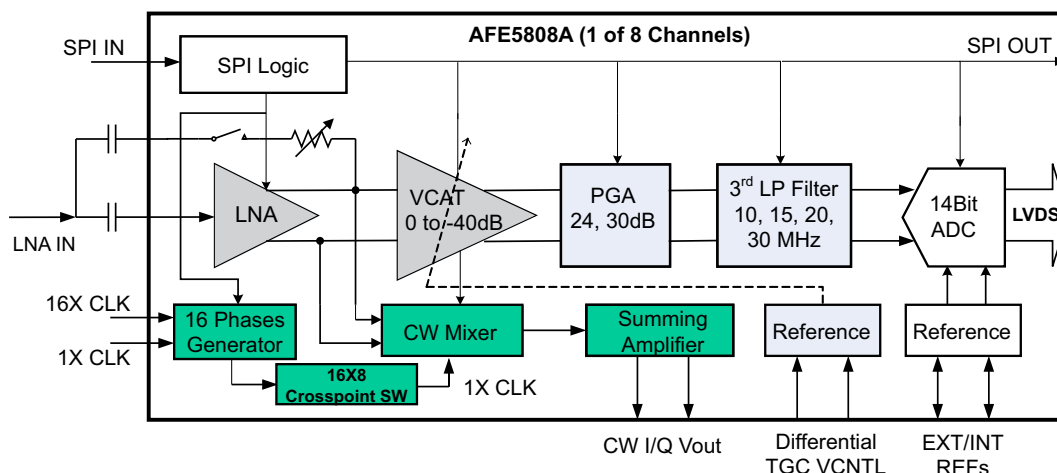 AFE5808A (1 of 8 Channels)
SPI IN
SPI Logic
SPI OUT
LNA IN
LNA
VCAT
0 to -40dB
PGA
24, 30dB
3rd LP Filter
10, 15, 20,
30 MHz
14Bit
ADC
LVDS
16X CLK
1X CLK
16 Phases
Generator
CW Mixer
Summing
Amplifier
Reference
Reference
16X8
Crosspoint SW
1X CLK
CW I/Q Vout
Differential
TGC VCNTL
EXT/INT
REFs